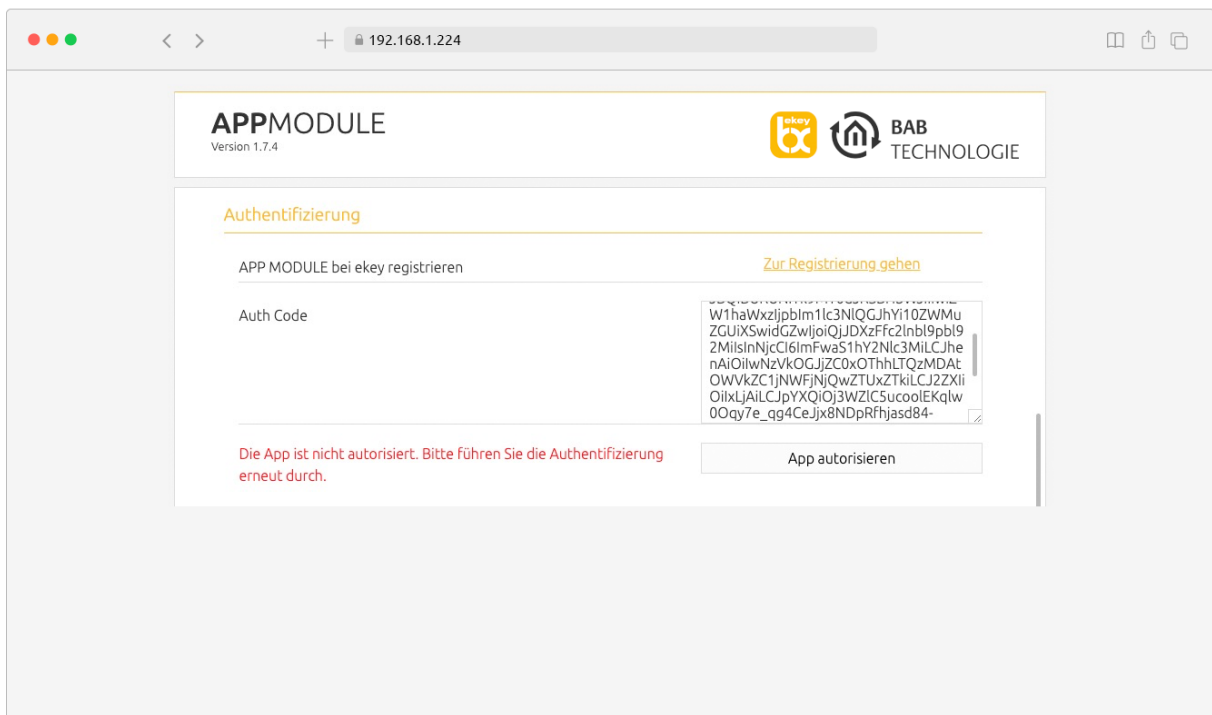 192.168.1.224
APPMODULE
Version 1.7.4
ekey
bx
BAB
TECHNOLOGIE
Authentifizierung
APP MODULE bei ekey registrieren
Zur Registrierung gehen
Auth Code
W1haWxzIjpbIm1lc3NlQGJhYi10ZWMu
ZGUiXSwidGZwIjoiQjJDXzFfc2lnbl9pbl9
2MiIsInNjcCI6ImFwaS1hY2Nlc3MiLCJhe
nAiOiIwNzVkOGJjZC0xOThhLTQzMDAt
OWVkZC1jNWFjNjQwZTUxZTkiLCJ2ZXIi
OiIxLjAiLCJpYXQiOj3WZlC5ucoolEKqlw
0Oqy7e_qg4CeJjx8NDpRfhjasd84-
Die App ist nicht autorisiert. Bitte führen Sie die Authentifizierung
erneut durch.
App autorisieren